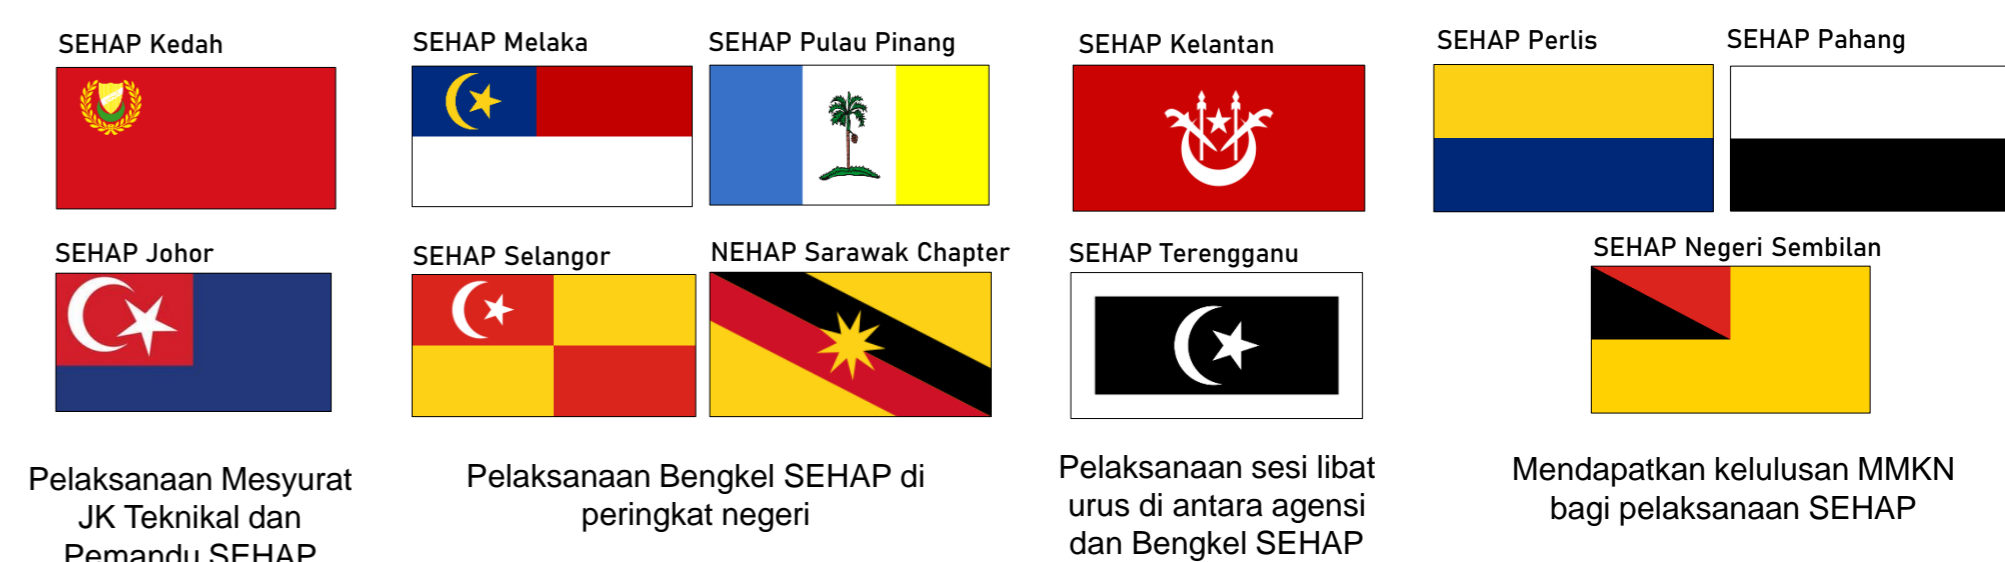 SEHAP Kedah
SEHAP Johor
Pelaksanaan Mesyurat
JK Teknikal dan
Pemandu SEHAP
SEHAP Melaka
SEHAP Pulau Pinang
SEHAP Selangor
NEHAP Sarawak Chapter
Pelaksanaan Bengkel SEHAP di
peringkat negeri
SEHAP Kelantan
SEHAP Terengganu
Pelaksanaan sesi libat
urus di antara agensi
dan Bengkel SEHAP
SEHAP Perlis
SEHAP Pahang
SEHAP Negeri Sembilan
Mendapatkan kelulusan MMKN
bagi pelaksanaan SEHAP